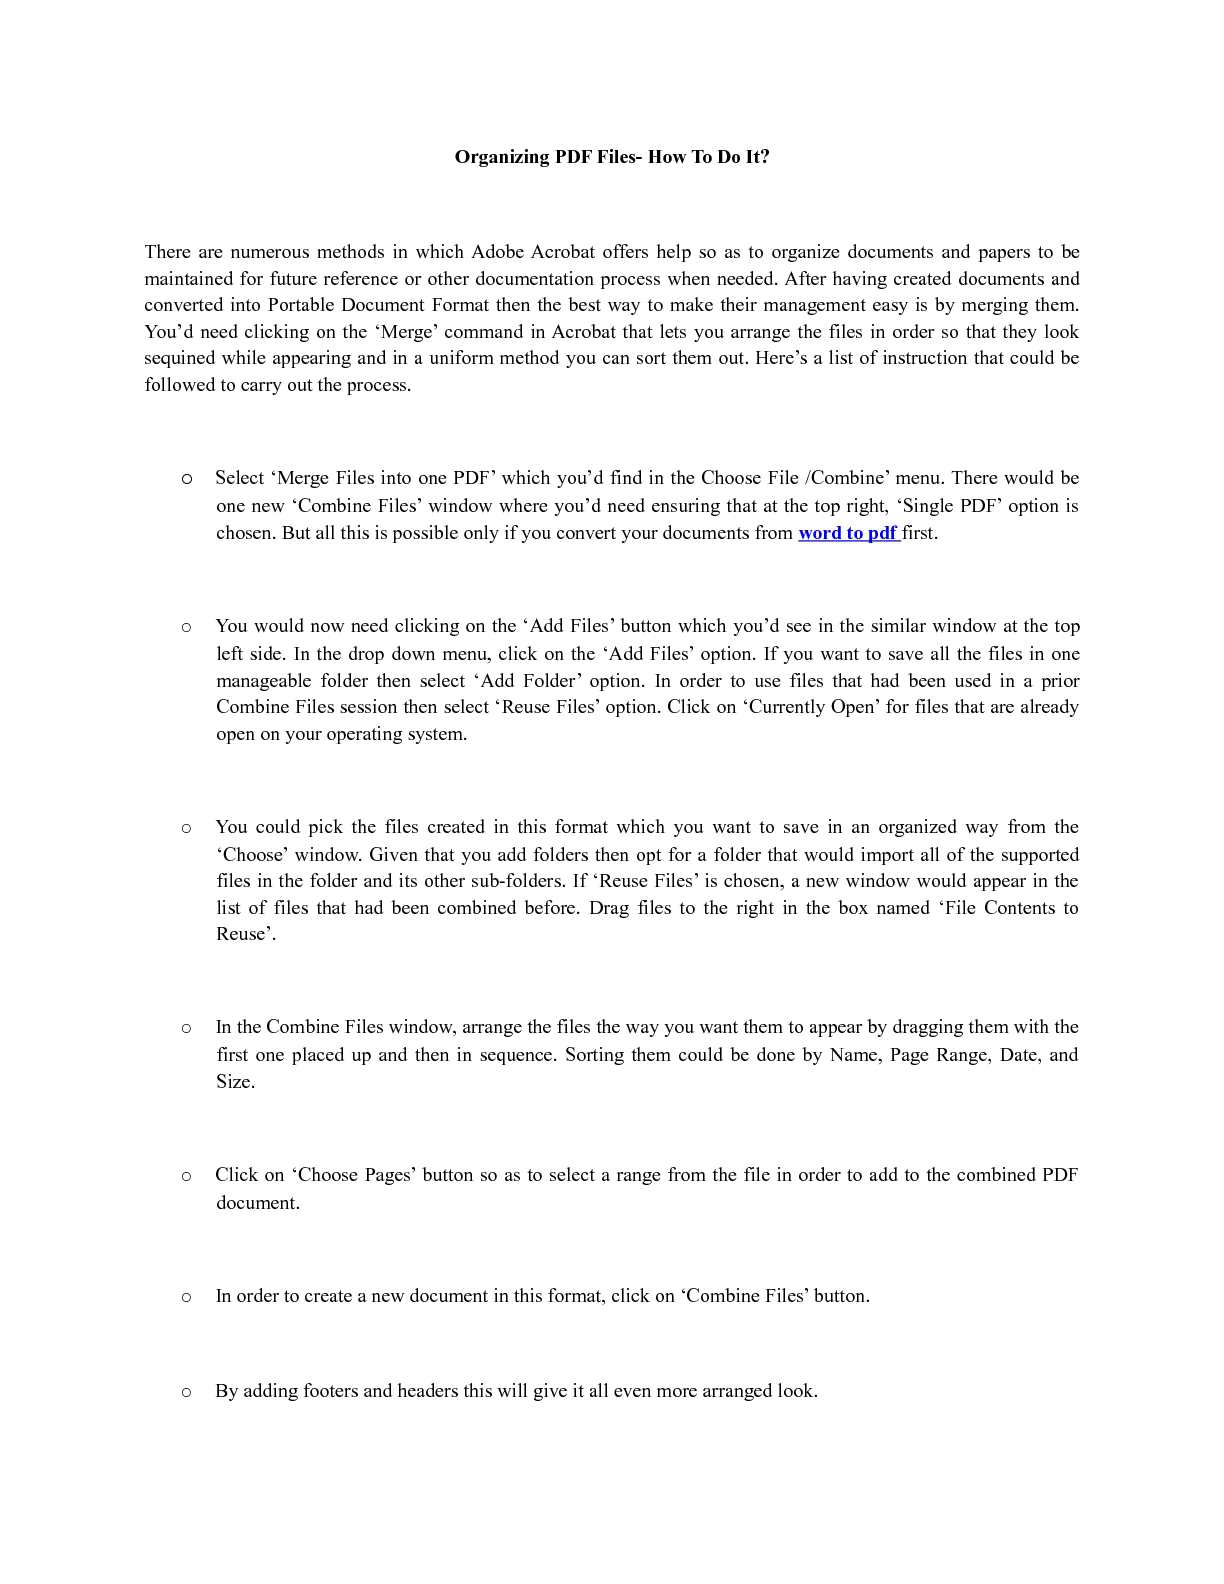 Organizing PDF Files- How To Do It?
There are numerous methods in which Adobe Acrobat offers help so as to organize documents and papers to be
maintained for future reference or other documentation process when needed. After having created documents and
converted into Portable Document Format then the best way to make their management easy is by merging them.
You’d need clicking on the ‘Merge’ command in Acrobat that lets you arrange the files in order so that they look
sequined while appearing and in a uniform method you can sort them out. Here’s a list of instruction that could be
followed to carry out the process.
o Select ‘Merge Files into one PDF’ which you’d find in the Choose File /Combine’ menu. There would be
one new ‘Combine Files’ window where you’d need ensuring that at the top right, ‘Single PDF’ option is
chosen. But all this is possible only if you convert your documents from word to pdf first.
o You would now need clicking on the ‘Add Files’ button which you’d see in the similar window at the top
left side. In the drop down menu, click on the ‘Add Files’ option. If you want to save all the files in one
manageable folder then select ‘Add Folder’ option. In order to use files that had been used in a prior
Combine Files session then select ‘Reuse Files’ option. Click on ‘Currently Open’ for files that are already
open on your operating system.
o You could pick the files created in this format which you want to save in an organized way from the
‘Choose’ window. Given that you add folders then opt for a folder that would import all of the supported
files in the folder and its other sub-folders. If ‘Reuse Files’ is chosen, a new window would appear in the
list of files that had been combined before. Drag files to the right in the box named ‘File Contents to
Reuse’.
o In the Combine Files window, arrange the files the way you want them to appear by dragging them with the
first one placed up and then in sequence. Sorting them could be done by Name, Page Range, Date, and
Size.
o Click on ‘Choose Pages’ button so as to select a range from the file in order to add to the combined PDF
document.
o In order to create a new document in this format, click on ‘Combine Files’ button.
o By adding footers and headers this will give it all even more arranged look.